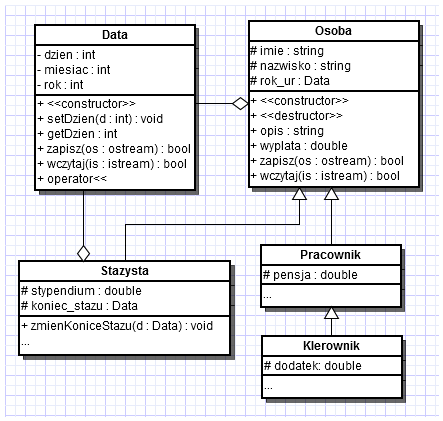 Data
- dzien : int
- miesiac : int
- rok : int
+ <<constructor>>
+ setDzien(d : int) : void
+ getDzien : int
+ zapisz(os : ostream) : bool
+ wczytaj(is : istream) : bool
+ operator<<
Osoba
# imie : string
# nazwisko : string
# rok_ur : Data
+ <<constructor>>
+ <<destructor>>
+ opis : string
+ wyplata : double
+ zapisz(os : ostream) : bool
+ wczytaj(is : istream) : bool
Stazysta
# stypendium : double
# koniec_stazu : Data
+ zmienKoniceStazu(d : Data) : void
...
Pracownik
# pensja : double
...
KIerownik
# dodatek: double
...